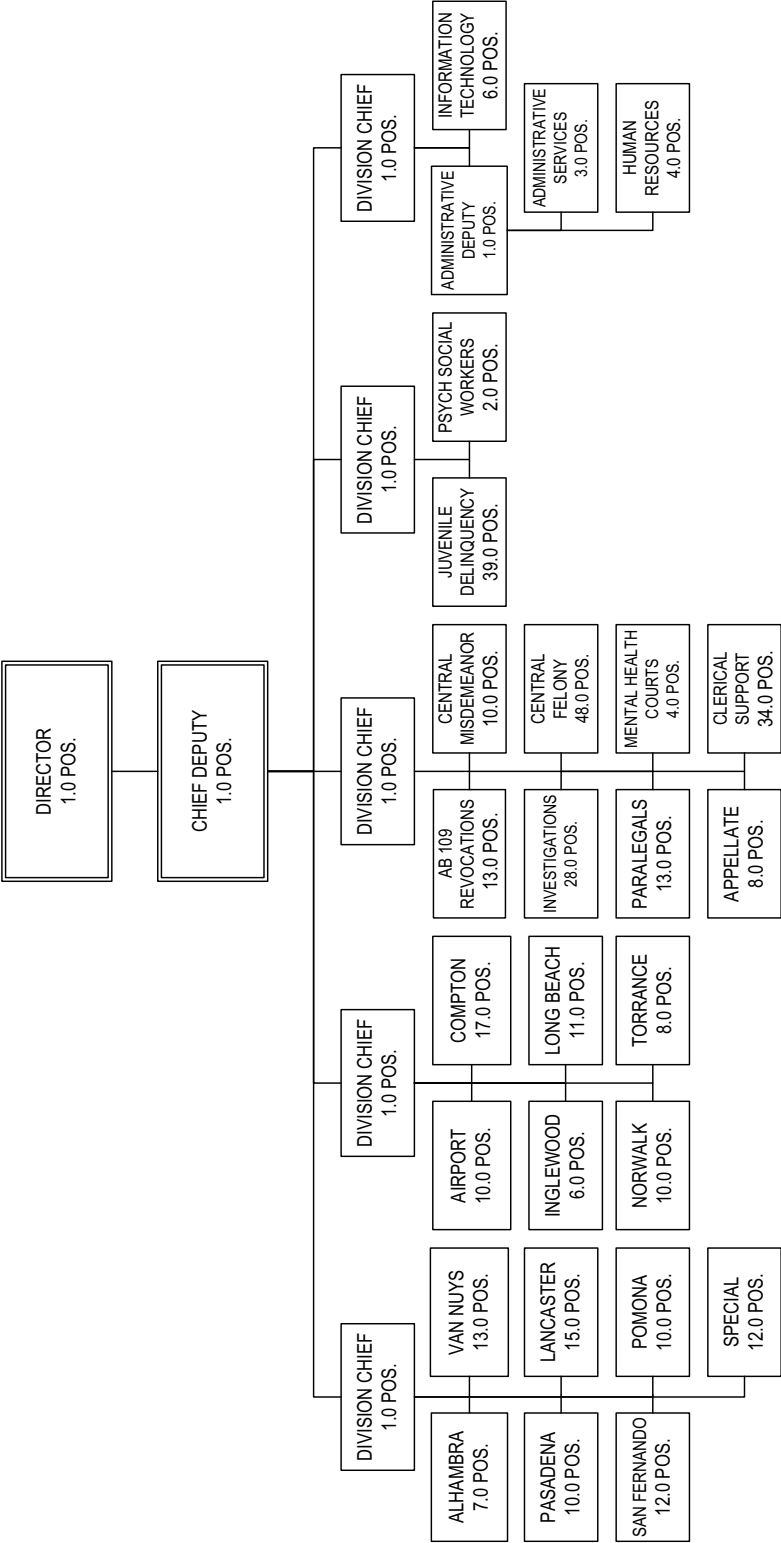 DIRECTOR
1.0 POS.
CHIEF DEPUTY
1.0 POS.
DIVISION CHIEF
1.0 POS.
ALHAMBRA
7.0 POS.
VAN NUYS
13.0 POS.
PASADENA
10.0 POS.
LANCASTER
15.0 POS.
SAN FERNANDO
12.0 POS.
POMONA
10.0 POS.
SPECIAL
12.0 POS.
DIVISION CHIEF
1.0 POS.
AIRPORT
10.0 POS.
COMPTON
17.0 POS.
INGLEWOOD
6.0 POS.
LONG BEACH
11.0 POS.
NORWALK
10.0 POS.
TORRANCE
8.0 POS.
DIVISION CHIEF
1.0 POS.
AB 109
REVOCATIONS
13.0 POS.
CENTRAL
MISDEMEANOR
10.0 POS.
INVESTIGATIONS
28.0 POS.
CENTRAL
FELONY
48.0 POS.
PARALEGALS
13.0 POS.
MENTAL HEALTH
COURTS
4.0 POS.
APPELLATE
8.0 POS.
CLERICAL
SUPPORT
34.0 POS.
DIVISION CHIEF
1.0 POS.
JUVENILE
DELINQUENCY
39.0 POS.
PSYCH SOCIAL
WORKERS
2.0 POS.
DIVISION CHIEF
1.0 POS.
ADMINISTRATIVE
DEPUTY
1.0 POS.
INFORMATION
TECHNOLOGY
6.0 POS.
ADMINISTRATIVE
SERVICES
3.0 POS.
HUMAN
RESOURCES
4.0 POS.